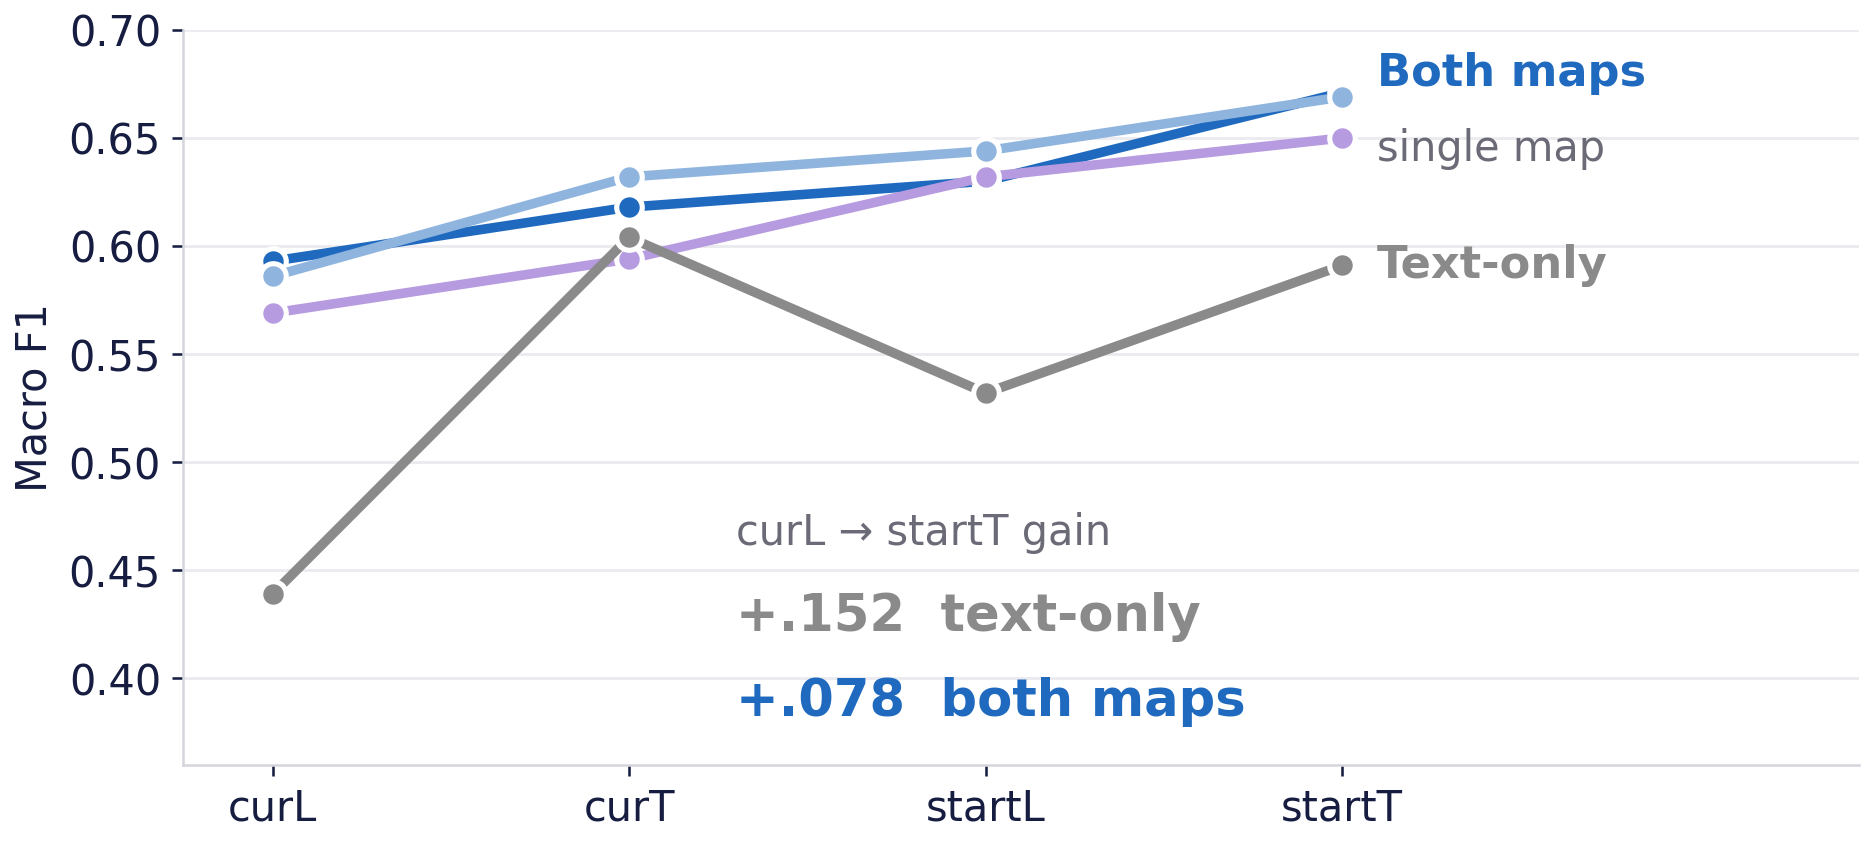 0.70
0.65
0.60
0.55
0.50
0.45
0.40
Macro F1
Both maps
single map
Text-only
curL → startT gain
+.152 text-only
+.078 both maps
curL curT startL startT